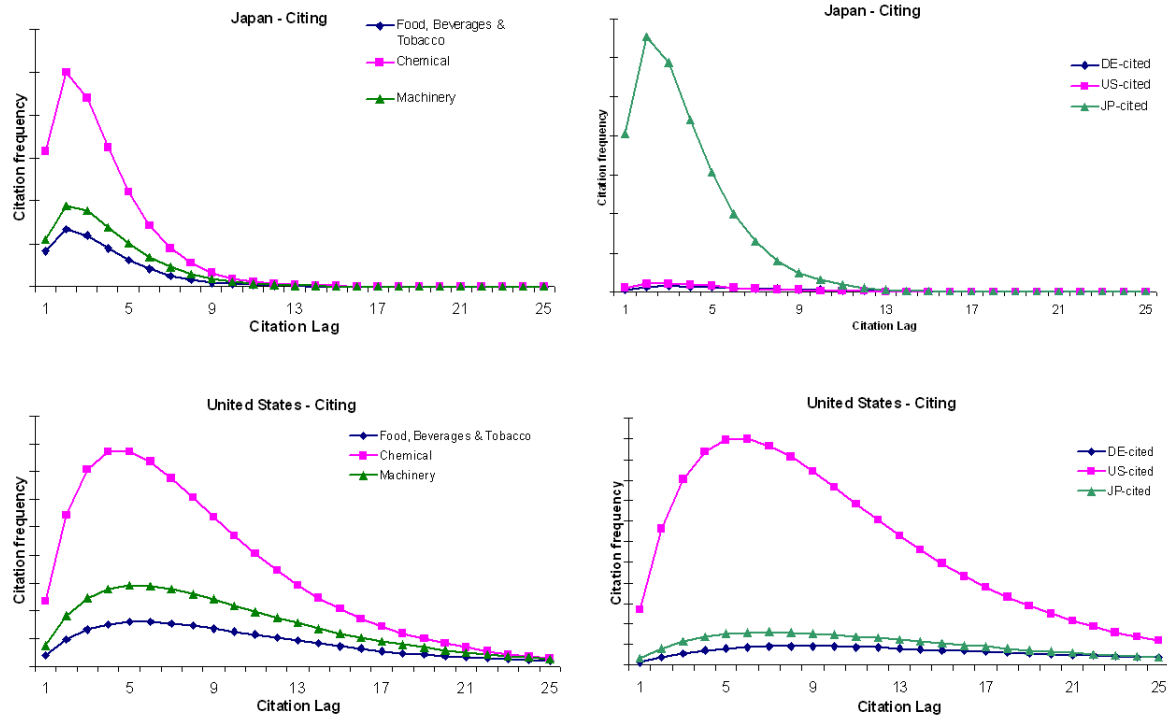 Japan - Citing
Food, Beverages &
Tobacco
Chemical
Machinery
Citation frequency
1 5 9 13 17 21 25
Citation Lag
Japan - Citing
DE-cited
US-cited
JP-cited
Citation frequency
1 5 9 13 17 21 25
Citation Lag
United States - Citing
Food, Beverages & Tobacco
Chemical
Machinery
Citation frequency
1 5 9 13 17 21 25
Citation Lag
United States - Citing
DE-cited
US-cited
JP-cited
Citation frequency
1 5 9 13 17 21 25
Citation Lag